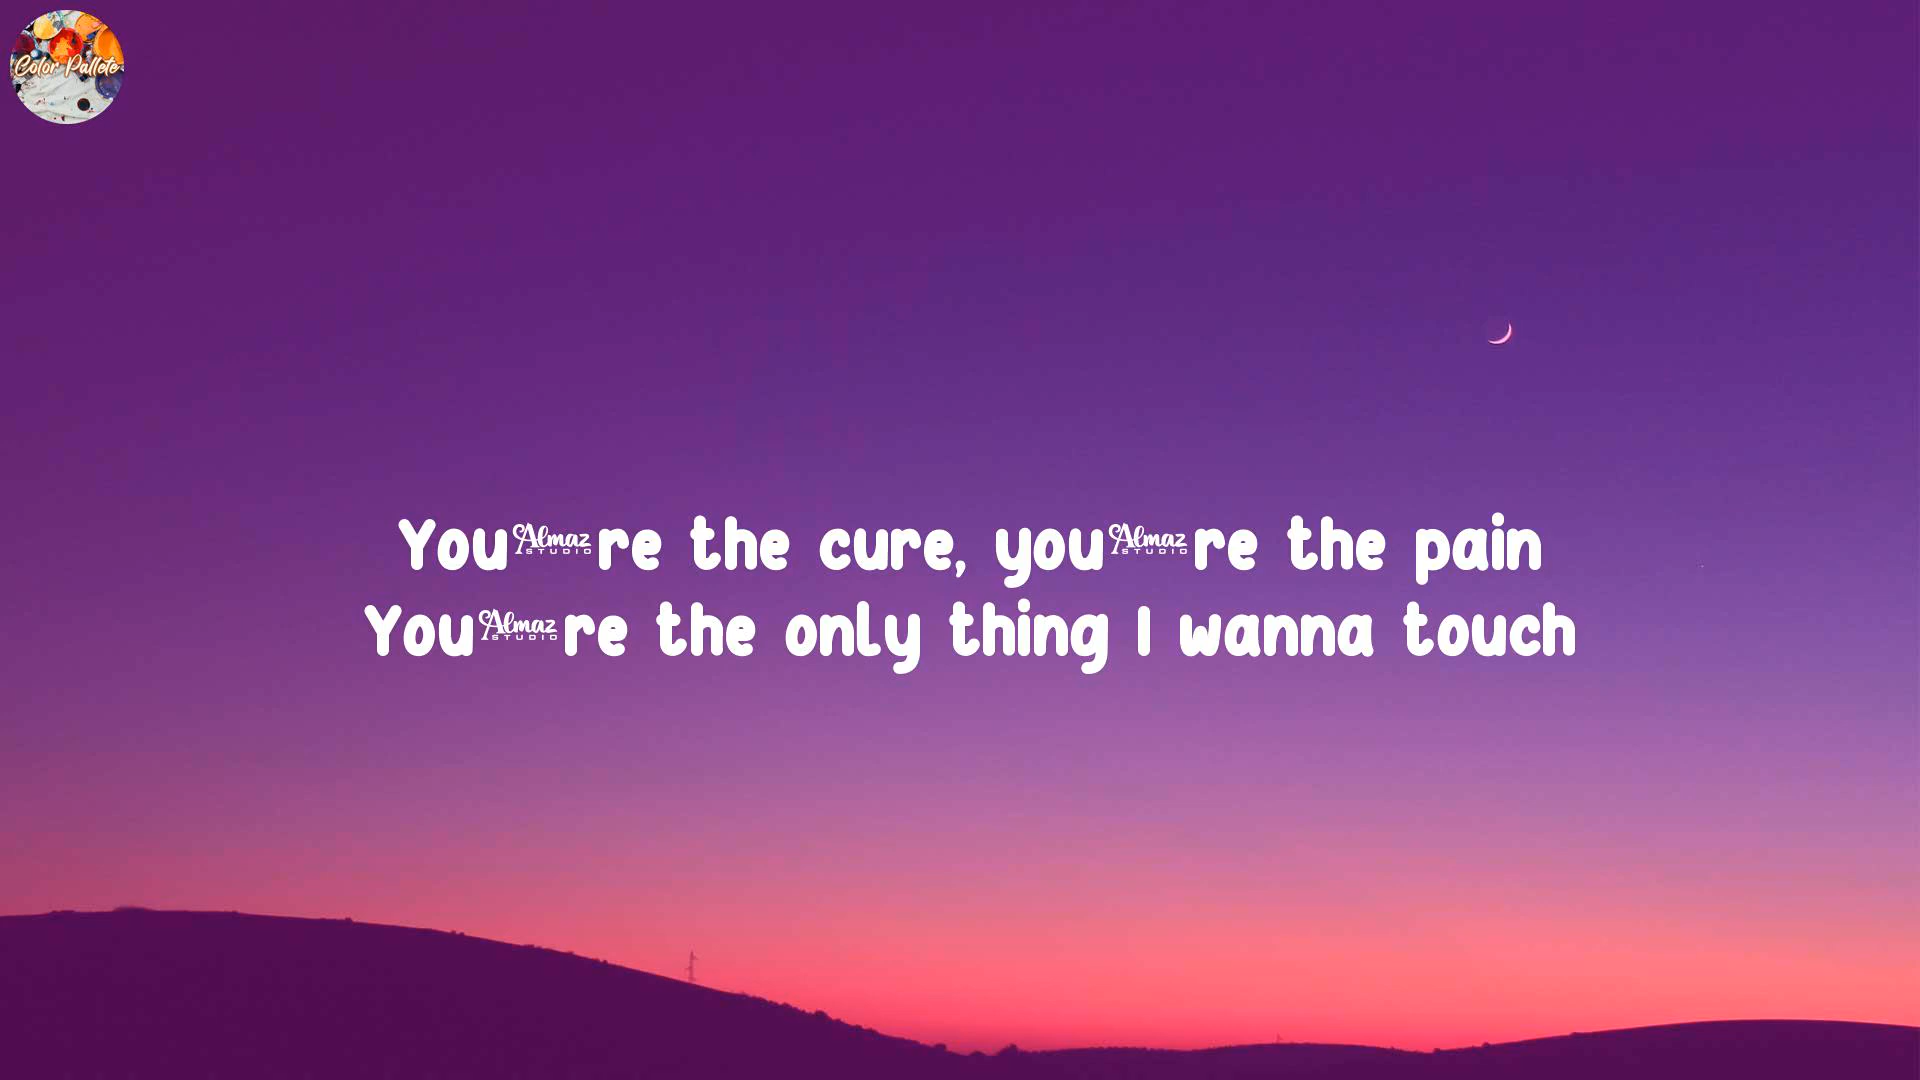 Color Pallete
YouAlmaz STUDIOre the cure, youAlmaz STUDIOre the pain
YouAlmaz STUDIOre the only thing I wanna touch